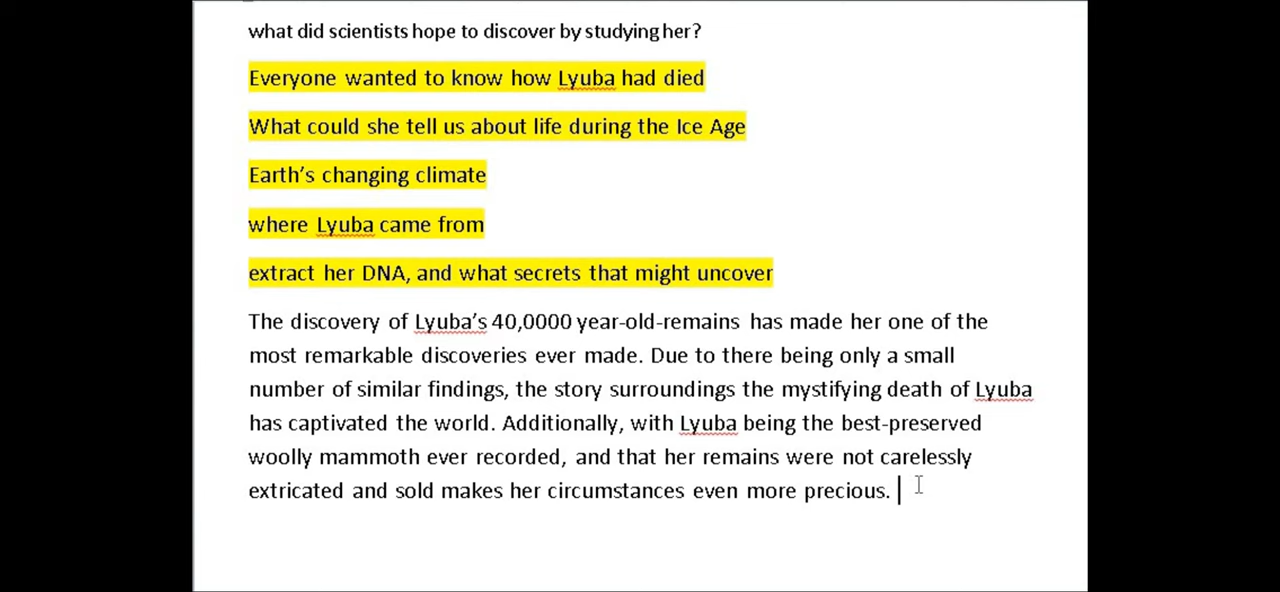 what did scientists hope to discover by studying her?
Everyone wanted to know how Lyuba had died
What could she tell us about life during the Ice Age
Earth’s changing climate
where Lyuba came from
extract her DNA, and what secrets that might uncover
The discovery of Lyuba’s 40,0000 year-old-remains has made her one of the
most remarkable discoveries ever made. Due to there being only a small
number of similar findings, the story surroundings the mystifying death of Lyuba
has captivated the world. Additionally, with Lyuba being the best-preserved
woolly mammoth ever recorded, and that her remains were not carelessly
extricated and sold makes her circumstances even more precious.